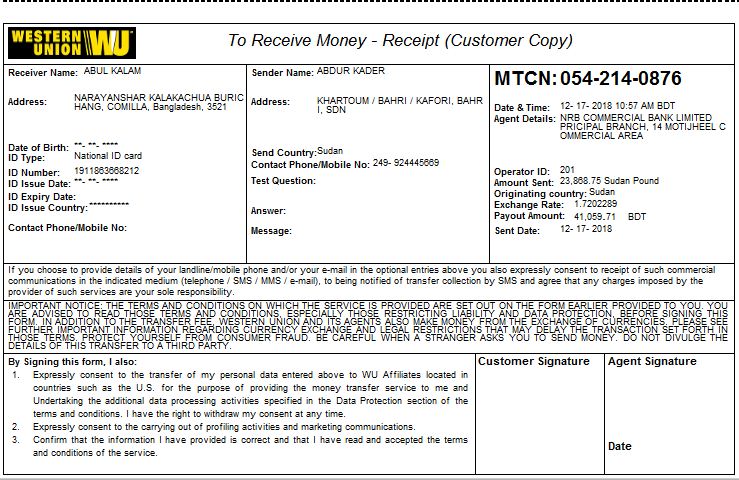 WESTERN UNION WU
To Receive Money - Receipt (Customer Copy)
Receiver Name: ABUL KALAM
Address: NARAYANSHAR KALAKACHUA BURIC
HANG, COMILLA, Bangladesh, 3521
Date of Birth: **- **- ****
ID Type: National ID card
ID Number: 1911863668212
ID Issue Date: **- **- ****
ID Expiry Date:
ID Issue Country: **********
Contact Phone/Mobile No:
Sender Name: ABDUR KADER
Address: KHARTOUM / BAHRI / KAFORI, BAHR
I, SDN
Send Country: Sudan
Contact Phone/Mobile No: 249- 924445669
Test Question:
Answer:
Message:
MTCN: 054-214-0876
Date & Time: 12- 17- 2018 10:57 AM BDT
Agent Details: NRB COMMERCIAL BANK LIMITED
PRICIPAL BRANCH, 14 MOTIJHEEL C
OMMERCIAL AREA
Operator ID: 201
Amount Sent: 23,868.75 Sudan Pound
Originating country: Sudan
Exchange Rate: 1.7202289
Payout Amount: 41,059.71 BDT
Sent Date: 12- 17- 2018
If you choose to provide details of your landline/mobile phone and/or your e-mail in the optional entries above you also expressly consent to receipt of such commercial
communications in the indicated medium (telephone / SMS / MMS / e-mail), to being notified of transfer collection by SMS and agree that any charges imposed by the
provider of such services are your sole responsibility.
IMPORTANT NOTICE: THE TERMS AND CONDITIONS ON WHICH THE SERVICE IS PROVIDED ARE SET OUT ON THE FORM EARLIER PROVIDED TO YOU. YOU
ARE ADVISED TO READ THOSE TERMS AND CONDITIONS, ESPECIALLY THOSE RESTRICTING LIABILITY AND DATA PROTECTION, BEFORE SIGNING THIS
FORM. IN ADDITION TO THE TRANSFER FEE, WESTERN UNION AND ITS AGENTS ALSO MAKE MONEY FROM THE EXCHANGE OF CURRENCIES. PLEASE SEE
FURTHER IMPORTANT INFORMATION REGARDING CURRENCY EXCHANGE AND LEGAL RESTRICTIONS THAT MAY DELAY THE TRANSACTION SET FORTH IN
THOSE TERMS. PROTECT YOURSELF FROM CONSUMER FRAUD. BE CAREFUL WHEN A STRANGER ASKS YOU TO SEND MONEY. DO NOT DIVULGE THE
DETAILS OF THIS TRANSFER TO A THIRD PARTY.
By Signing this form, I also:
1. Expressly consent to the transfer of my personal data entered above to WU Affiliates located in
countries such as the U.S. for the purpose of providing the money transfer service to me and
Undertaking the additional data processing activities specified in the Data Protection section of the
terms and conditions. I have the right to withdraw my consent at any time.
2. Expressly consent to the carrying out of profiling activities and marketing communications.
3. Confirm that the information I have provided is correct and that I have read and accepted the terms
and conditions of the service.
Customer Signature
Agent Signature
Date